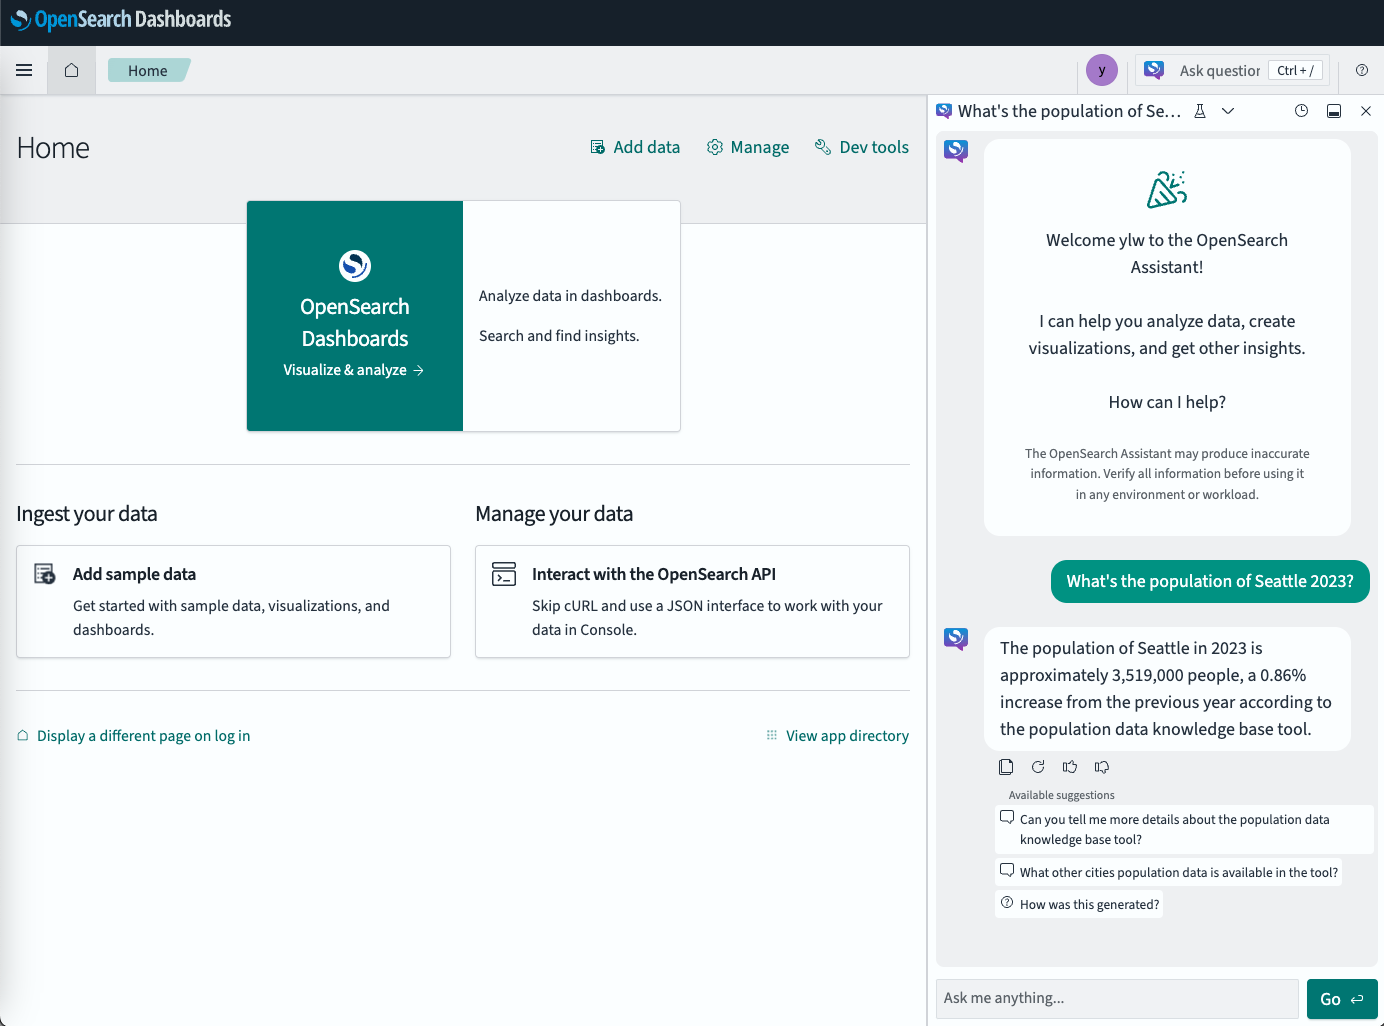 OpenSearch Dashboards
Home
y
Ask question
Ctrl + /
Home
Add data
Manage
Dev tools
OpenSearch
Dashboards
Visualize & analyze →
Analyze data in dashboards.
Search and find insights.
Ingest your data
Add sample data
Get started with sample data, visualizations, and
dashboards.
Manage your data
Interact with the OpenSearch API
Skip cURL and use a JSON interface to work with your
data in Console.
Display a different page on log in
View app directory
What's the population of Se...
Welcome ylw to the OpenSearch
Assistant!
I can help you analyze data, create
visualizations, and get other insights.
How can I help?
The OpenSearch Assistant may produce inaccurate
information. Verify all information before using it
in any environment or workload.
What's the population of Seattle 2023?
The population of Seattle in 2023 is
approximately 3,519,000 people, a 0.86%
increase from the previous year according to
the population data knowledge base tool.
Available suggestions
Can you tell me more details about the population data
knowledge base tool?
What other cities population data is available in the tool?
How was this generated?
Ask me anything...
Go